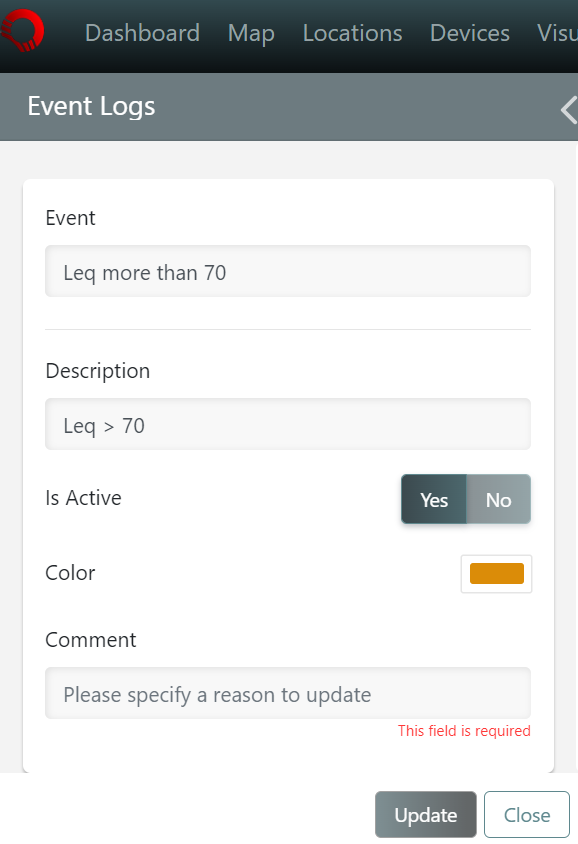 Dashboard Map Locations Devices Visu
Event Logs
Event
Leq more than 70
Description
Leq > 70
Is Active Yes No
Color
Comment
Please specify a reason to update
This field is required
Update Close